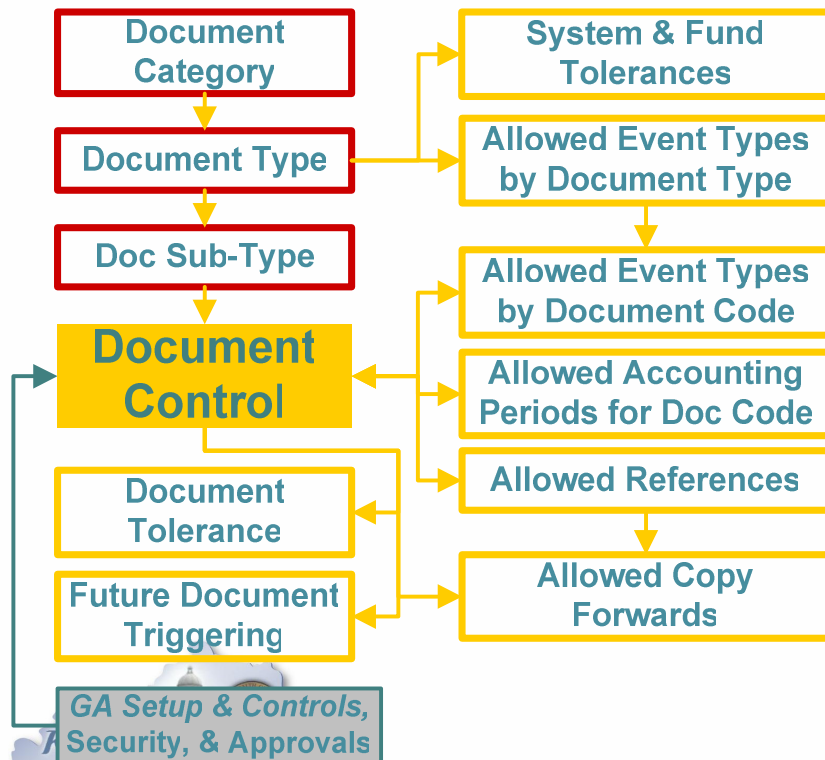 Document
Category
Document Type
Doc Sub-Type
Document
Control
Document
Tolerance
Future Document
Triggering
GA Setup & Controls,
Security, & Approvals
System & Fund
Tolerances
Allowed Event Types
by Document Type
Allowed Event Types
by Document Code
Allowed Accounting
Periods for Doc Code
Allowed References
Allowed Copy
Forwards